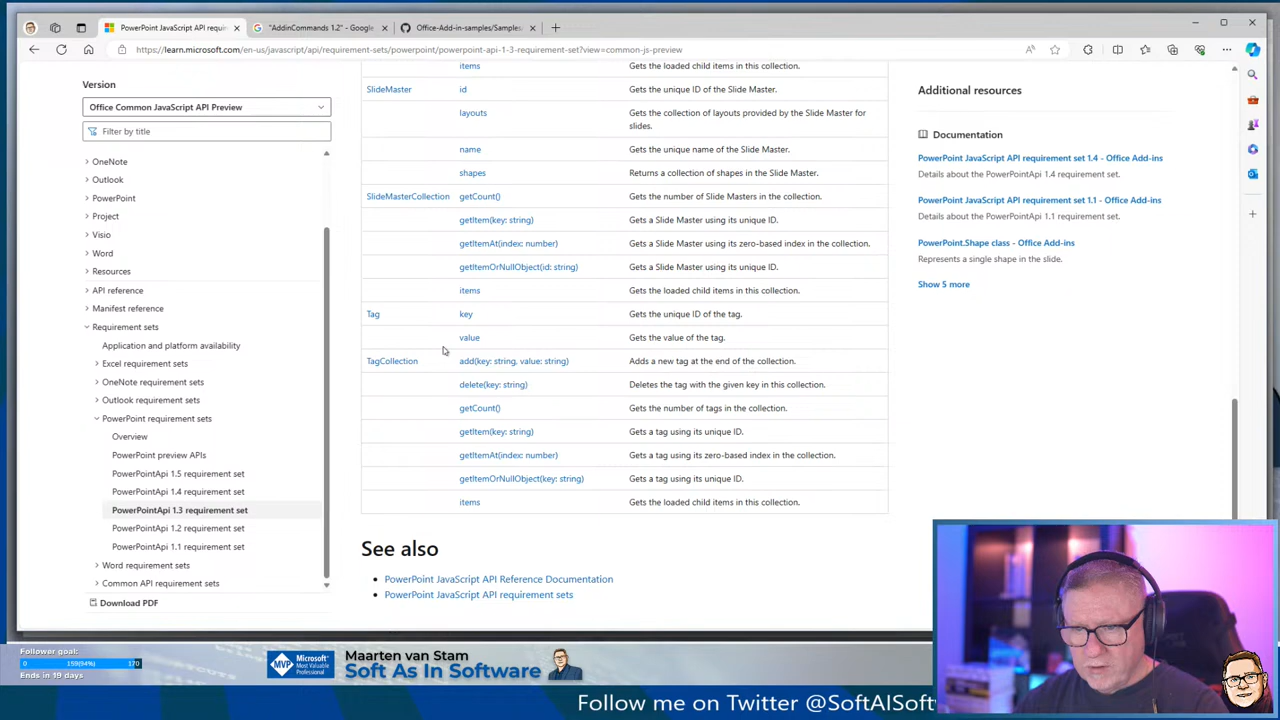 PowerPoint JavaScript API requi
"AddinCommands 1.2" - Google
Office-Add-in-samples/Samples
https://learn.microsoft.com/en-us/javascript/api/requirement-sets/powerpoint/powerpoint-api-1-3-requirement-set?view=common-js-preview
Version
Office Common JavaScript API Preview
Filter by title
OneNote
Outlook
PowerPoint
Project
Visio
Word
Resources
API reference
Manifest reference
Requirement sets
Application and platform availability
Excel requirement sets
OneNote requirement sets
Outlook requirement sets
PowerPoint requirement sets
Overview
PowerPoint preview APIs
PowerPointApi 1.5 requirement set
PowerPointApi 1.4 requirement set
PowerPointApi 1.3 requirement set
PowerPointApi 1.2 requirement set
PowerPointApi 1.1 requirement set
Word requirement sets
Common API requirement sets
Download PDF
items Gets the loaded child items in this collection.
SlideMaster id Gets the unique ID of the Slide Master.
layouts Gets the collection of layouts provided by the Slide Master for
slides.
name Gets the unique name of the Slide Master.
shapes Returns a collection of shapes in the Slide Master.
SlideMasterCollection getCount() Gets the number of Slide Masters in the collection.
getItem(key: string) Gets a Slide Master using its unique ID.
getItemAt(index: number) Gets a Slide Master using its zero-based index in the collection.
getItemOrNullObject(id: string) Gets a Slide Master using its unique ID.
items Gets the loaded child items in this collection.
Tag key Gets the unique ID of the tag.
value Gets the value of the tag.
TagCollection add(key: string, value: string) Adds a new tag at the end of the collection.
delete(key: string) Deletes the tag with the given key in this collection.
getCount() Gets the number of tags in the collection.
getItem(key: string) Gets a tag using its unique ID.
getItemAt(index: number) Gets a tag using its zero-based index in the collection.
getItemOrNullObject(key: string) Gets a tag using its unique ID.
items Gets the loaded child items in this collection.
See also
PowerPoint JavaScript API Reference Documentation
PowerPoint JavaScript API requirement sets
Additional resources
Documentation
PowerPoint JavaScript API requirement set 1.4 - Office Add-ins
Details about the PowerPointApi 1.4 requirement set.
PowerPoint JavaScript API requirement set 1.1 - Office Add-ins
Details about the PowerPointApi 1.1 requirement set.
PowerPoint.Shape class - Office Add-ins
Represents a single shape in the slide.
Show 5 more
Follower goal:
0 159(94%) 170
Ends in 19 days
MVP Microsoft
Most Valuable
Professional
Maarten van Stam
Soft As In Software
Follow me on Twitter @SoftAISoftw